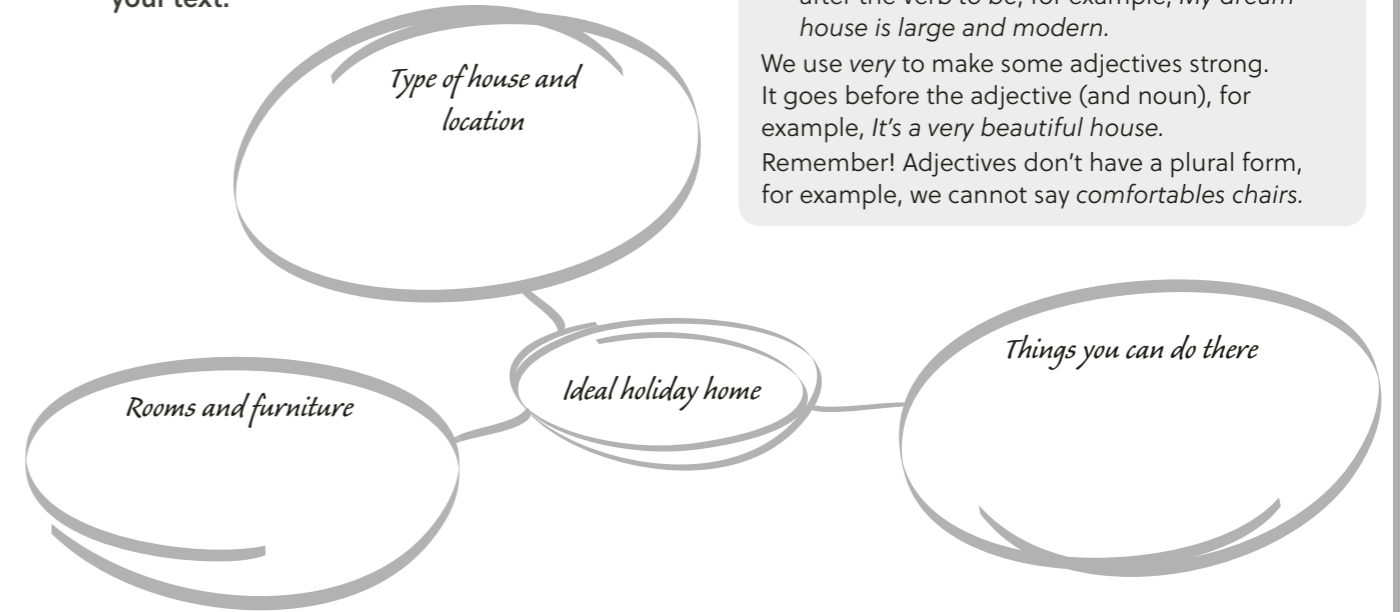 your text.
after the verb to be, for example, My dream
house is large and modern.
We use very to make some adjectives strong.
It goes before the adjective (and noun), for
example, It's a very beautiful house.
Remember! Adjectives don't have a plural form,
for example, we cannot say comfortables chairs.
Type of house and
location
Ideal holiday home
Things you can do there
Rooms and furniture